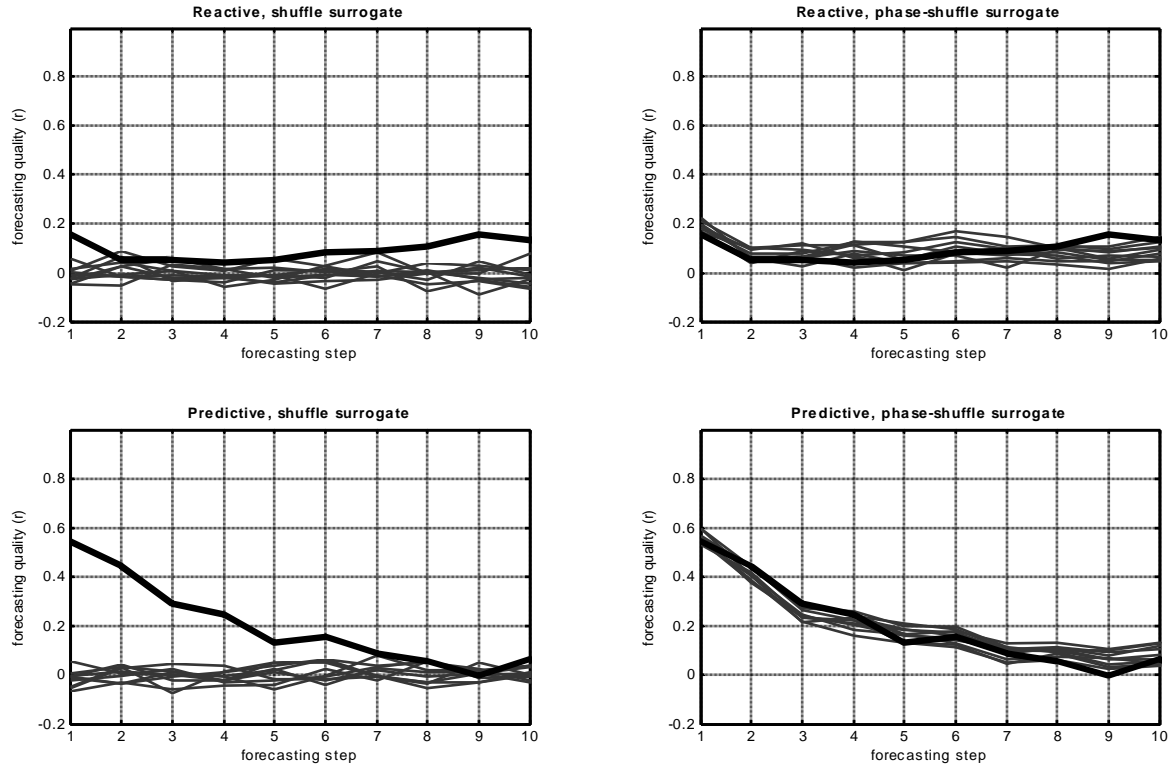 Reactive, shuffle surrogate
forecasting quality (r)
0.8
0.6
0.4
0.2
0
-0.2
1 2 3 4 5 6 7 8 9 10
forecasting step
Reactive, phase-shuffle surrogate
forecasting quality (r)
0.8
0.6
0.4
0.2
0
-0.2
1 2 3 4 5 6 7 8 9 10
forecasting step
Predictive, shuffle surrogate
forecasting quality (r)
0.8
0.6
0.4
0.2
0
-0.2
1 2 3 4 5 6 7 8 9 10
forecasting step
Predictive, phase-shuffle surrogate
forecasting quality (r)
0.8
0.6
0.4
0.2
0
-0.2
1 2 3 4 5 6 7 8 9 10
forecasting step